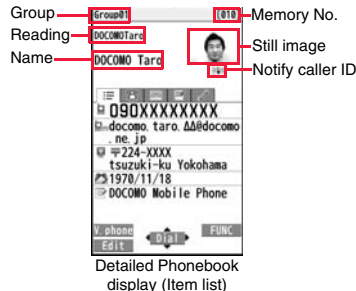 Group
Group01
[010
Memory No.
Reading
DOCOMOTaro
Still image
Name
DOCOMO Taro
Notify caller ID
090XXXXXXXX
docomo.taro.ΔΔ@docomo
.ne.jp
〒224-XXXX
tsuzuki-ku Yokohama
1970/11/18
DOCOMO Mobile Phone
V.phone
Dial
FUNC
Edit
Detailed Phonebook
display (Item list)